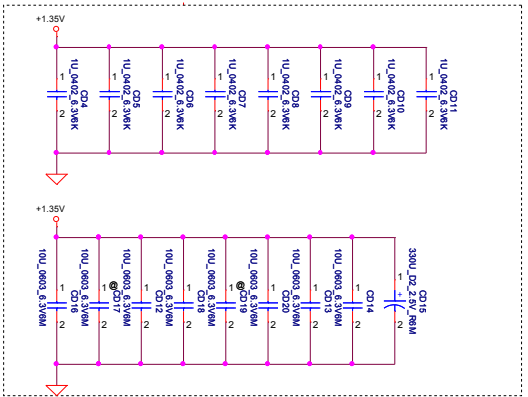 +1.35V
1U_0402_6.3V6K
1
CD4
2
1U_0402_6.3V6K
1
CD5
2
1U_0402_6.3V6K
1
CD6
2
1U_0402_6.3V6K
1
CD7
2
1U_0402_6.3V6K
1
CD8
2
1U_0402_6.3V6K
1
CD9
2
1U_0402_6.3V6K
1
CD10
2
1U_0402_6.3V6K
1
CD11
2
+1.35V
10U_0603_6.3V6M
1
CD16
2
10U_0603_6.3V6M
1
@
CD17
2
10U_0603_6.3V6M
1
CD12
2
10U_0603_6.3V6M
1
CD18
2
10U_0603_6.3V6M
1
@
CD19
2
10U_0603_6.3V6M
1
CD20
2
10U_0603_6.3V6M
1
CD13
2
10U_0603_6.3V6M
1
CD14
2
330U_D2_2.5V_R6M
1
+
CD15
2